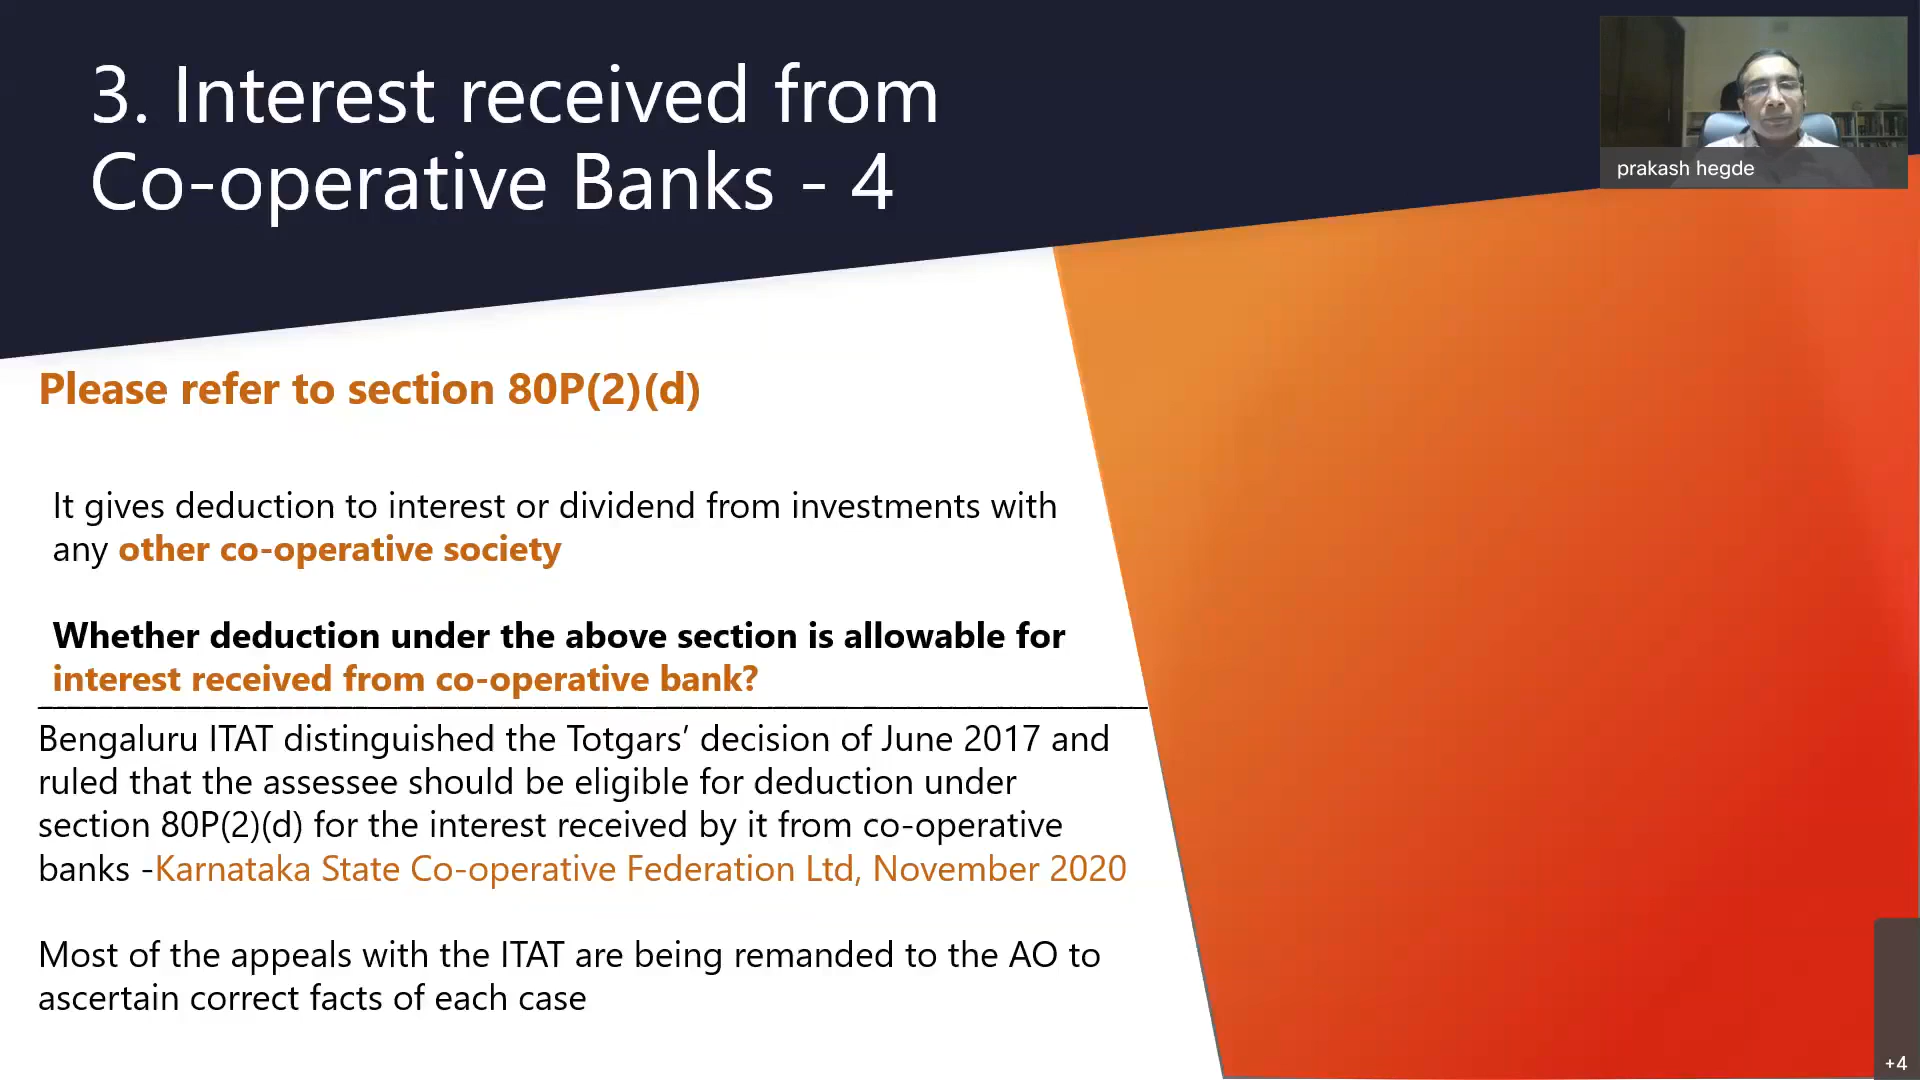 3. Interest received from
Co-operative Banks - 4
prakash hegde
Please refer to section 80P(2)(d)
It gives deduction to interest or dividend from investments with
any other co-operative society
Whether deduction under the above section is allowable for
interest received from co-operative bank?
Bengaluru ITAT distinguished the Totgars’ decision of June 2017 and
ruled that the assessee should be eligible for deduction under
section 80P(2)(d) for the interest received by it from co-operative
banks -Karnataka State Co-operative Federation Ltd, November 2020
Most of the appeals with the ITAT are being remanded to the AO to
ascertain correct facts of each case
+4